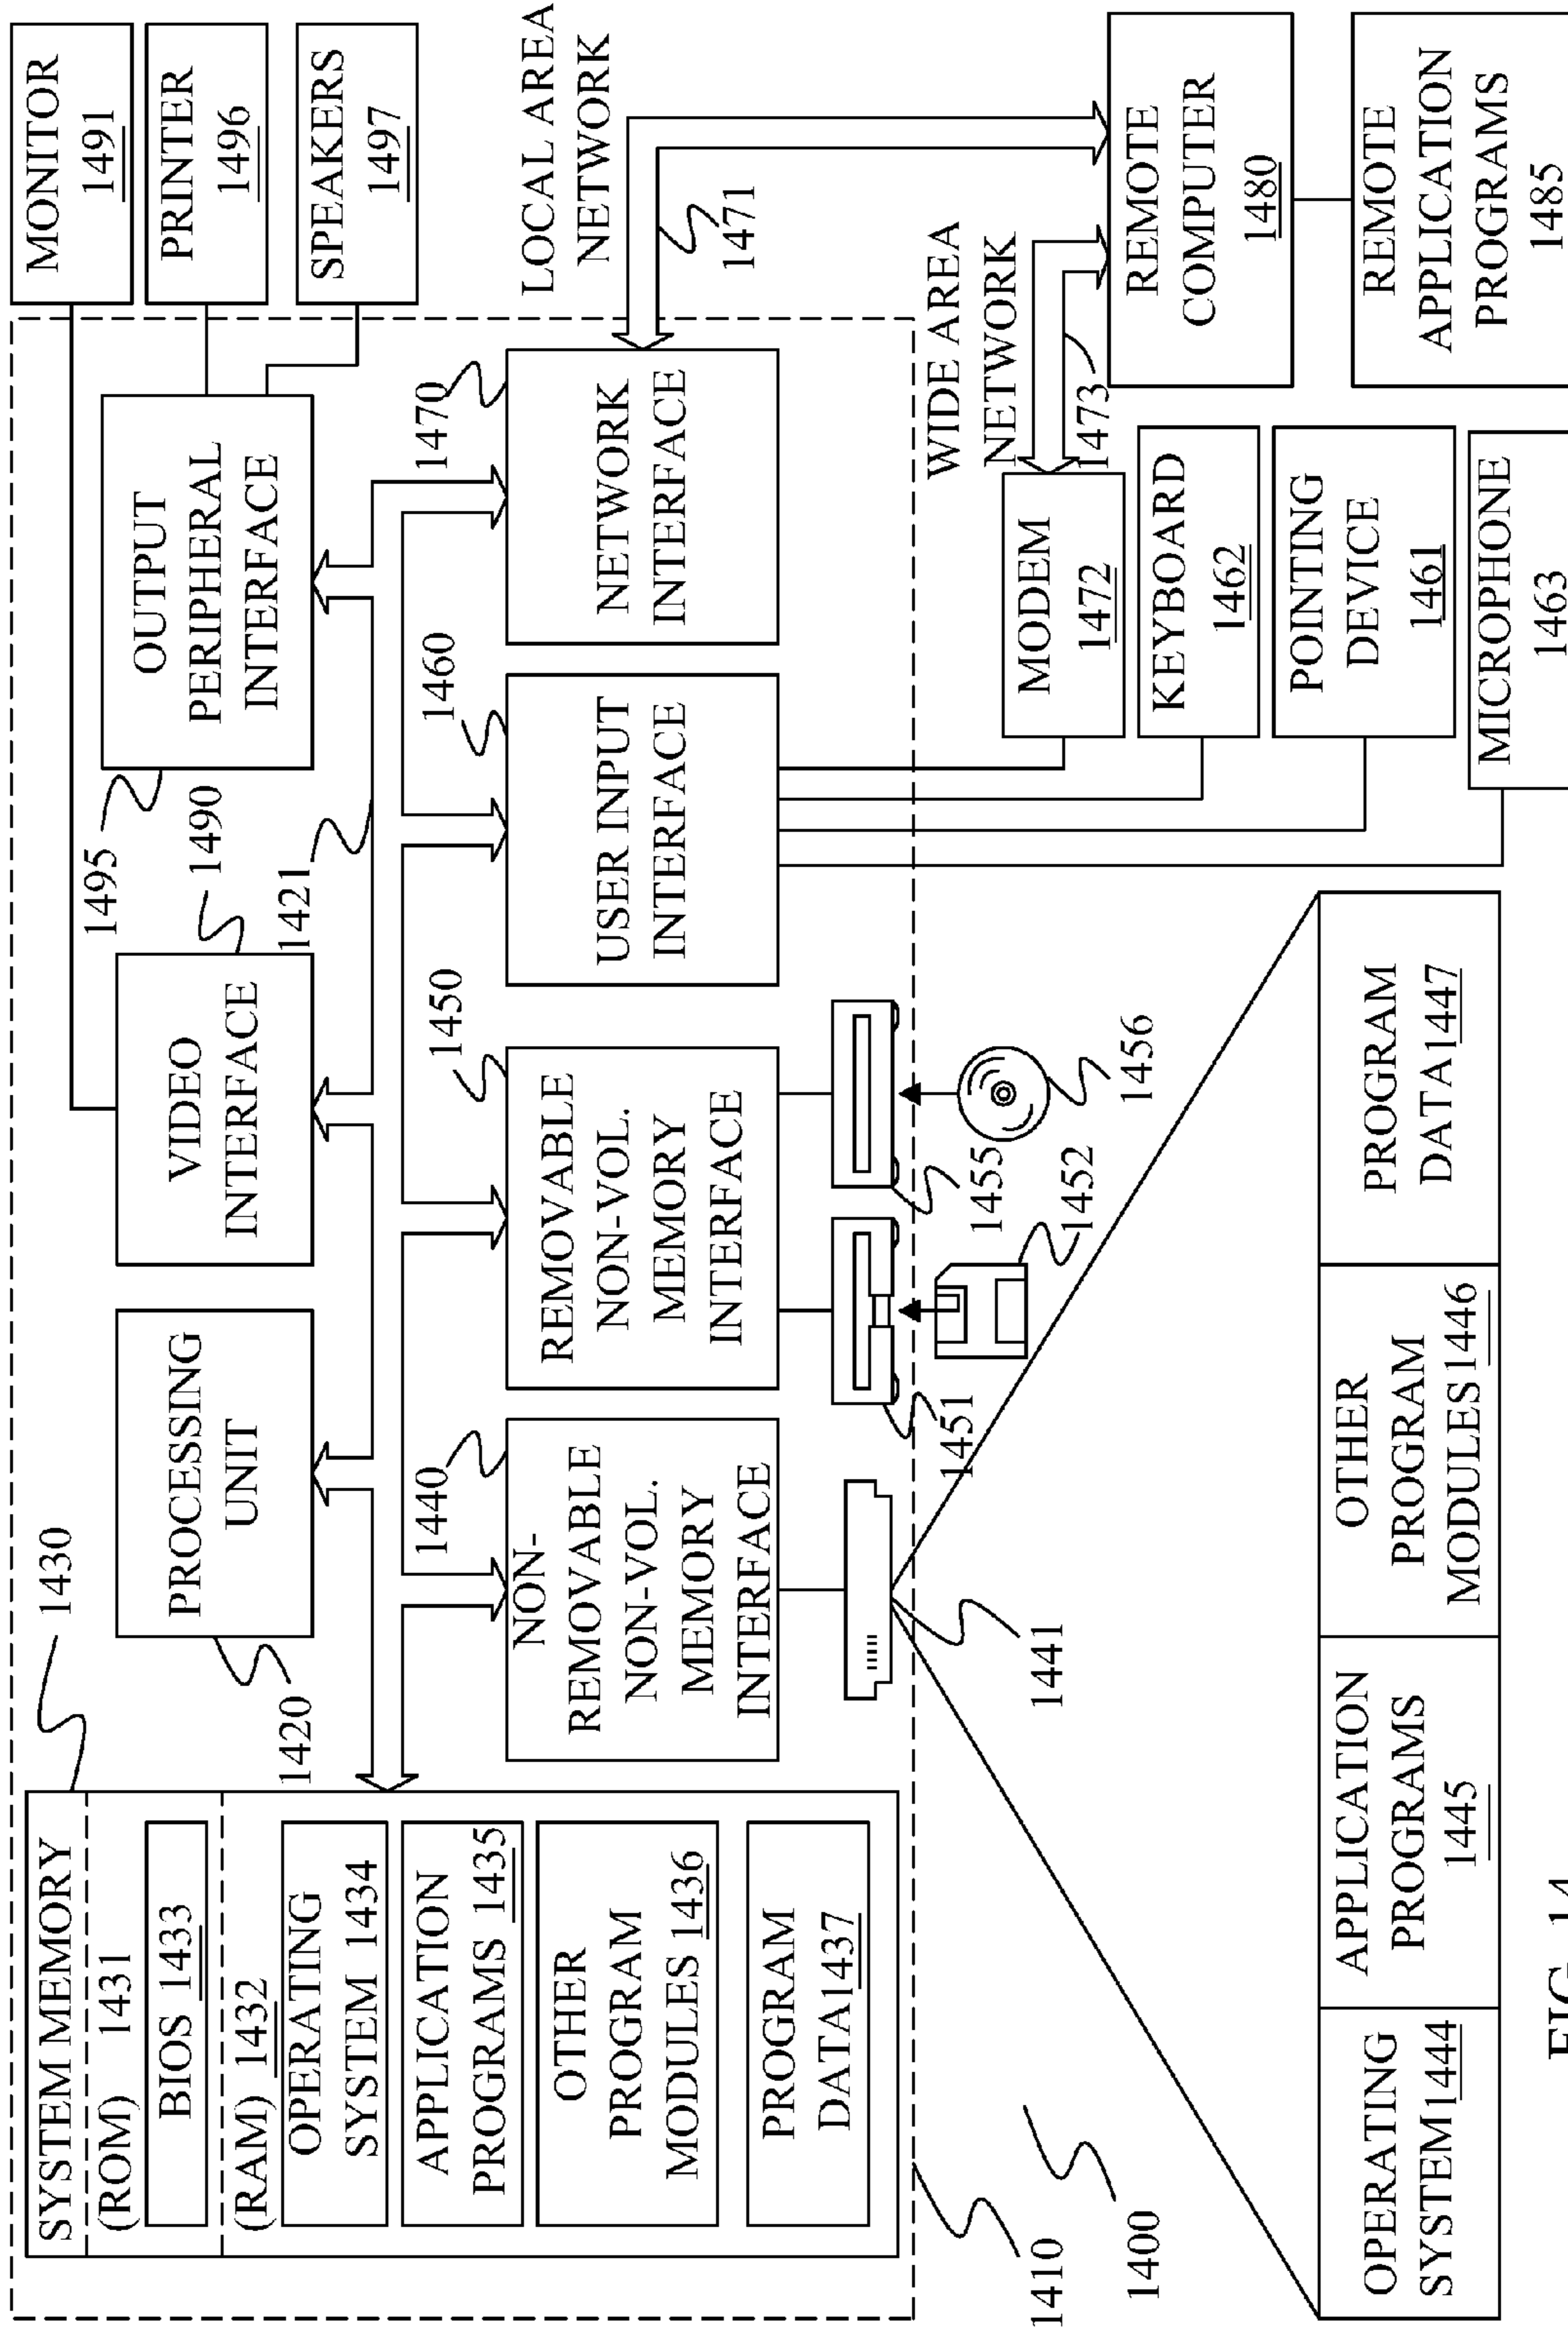 SYSTEM MEMORY
(ROM) 1431
BIOS 1433
(RAM) 1432
OPERATING
SYSTEM 1434
APPLICATION
PROGRAMS 1435
OTHER
PROGRAM
MODULES 1436
PROGRAM
DATA1437
1430
PROCESSING
UNIT
1420
VIDEO
INTERFACE
1490
1421
OUTPUT
PERIPHERAL
INTERFACE
1495
MONITOR
1491
PRINTER
1496
SPEAKERS
1497
NON-
REMOVABLE
NON-VOL.
MEMORY
INTERFACE
1440
REMOVABLE
NON-VOL.
MEMORY
INTERFACE
1450
USER INPUT
INTERFACE
1460
NETWORK
INTERFACE
1470
LOCAL AREA
NETWORK
1471
1441
1451
1452
1455
1456
WIDE AREA
NETWORK
1473
MODEM
1472
KEYBOARD
1462
POINTING
DEVICE
1461
MICROPHONE
1463
REMOTE
COMPUTER
1480
REMOTE
APPLICATION
PROGRAMS
1485
1410
1400
OPERATING
SYSTEM1444
APPLICATION
PROGRAMS
1445
OTHER
PROGRAM
MODULES1446
PROGRAM
DATA1447
FIG. 14